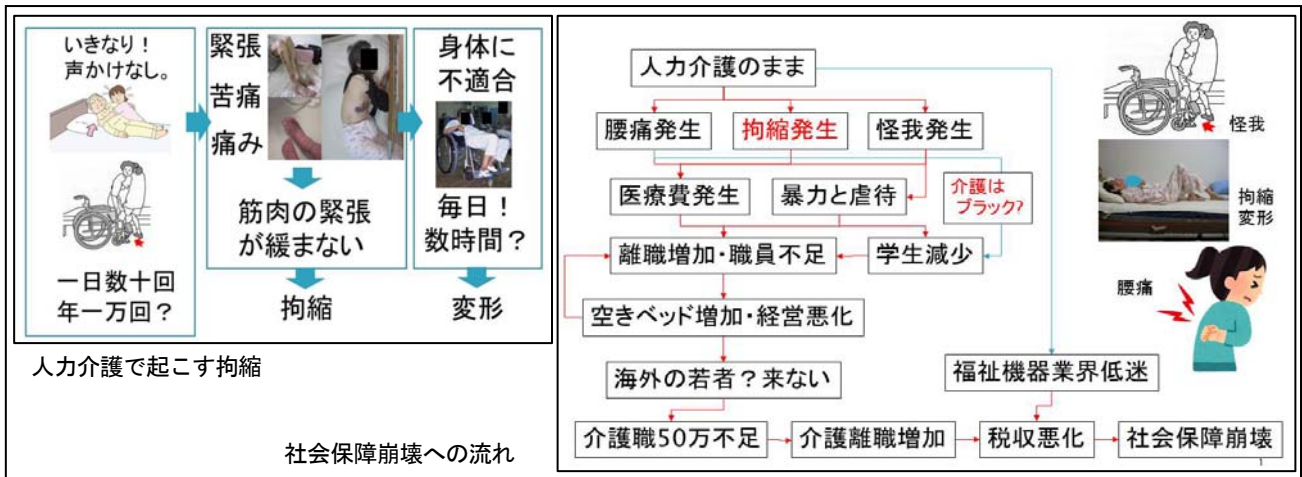 いきなり！
声かけなし。
一日数十回
年一万回？
緊張
苦痛
痛み
筋肉の緊張
が緩まない
拘縮
身体に
不適合
毎日！
数時間？
変形
人力介護で起こす拘縮
社会保障崩壊への流れ
人力介護のまま
腰痛発生
拘縮発生
怪我発生
医療費発生
暴力と虐待
介護は
ブラック?
離職増加・職員不足
学生減少
空きベッド増加・経営悪化
海外の若者？来ない
福祉機器業界低迷
介護職50万不足
介護離職増加
税収悪化
社会保障崩壊
怪我
拘縮
変形
腰痛
1